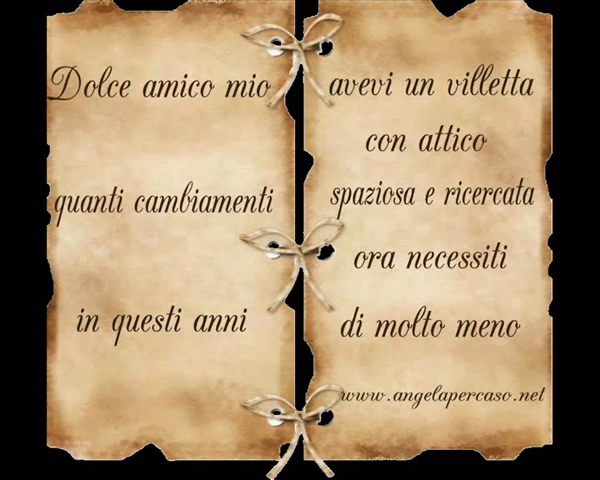 Dolce amico mio
quanti cambiamenti
in questi anni
avevi un villetta
con attico
spaziosa e ricercata
ora necessiti
di molto meno
www.angelapercaso.net